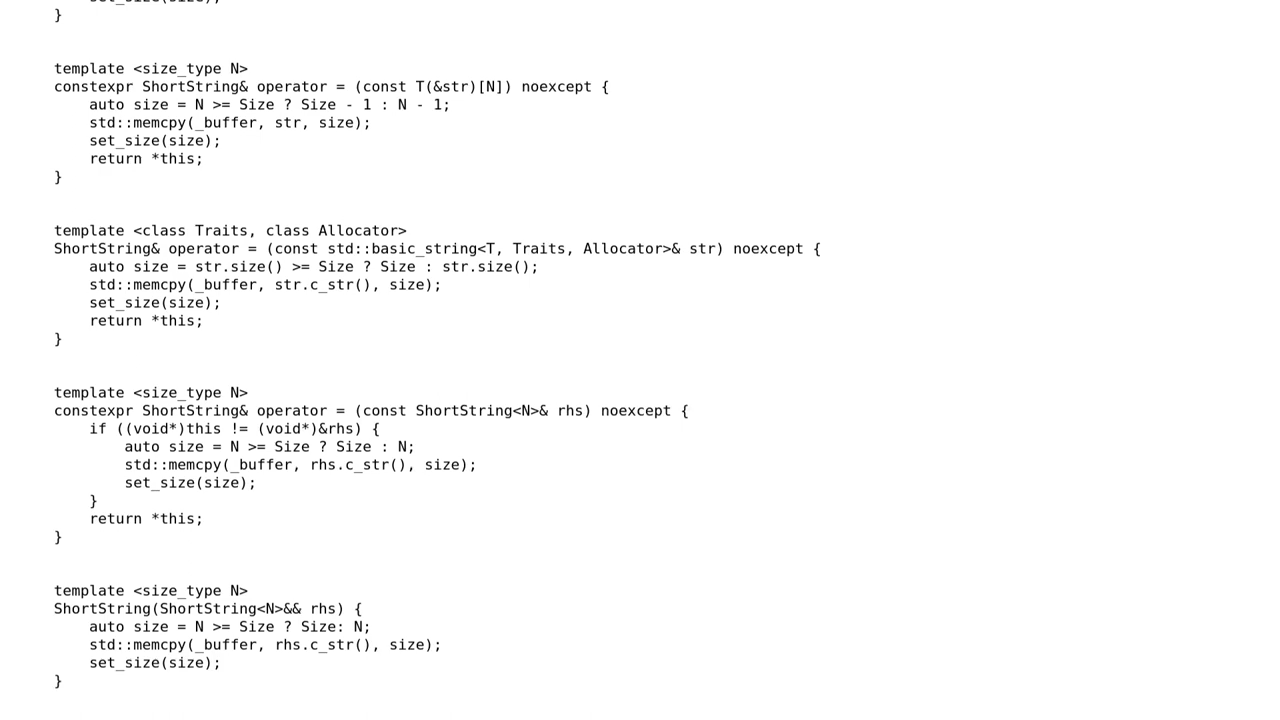 set_size(size);
}
template <size_type N>
constexpr ShortString& operator = (const T(&str)[N]) noexcept {
    auto size = N >= Size ? Size - 1 : N - 1;
    std::memcpy(_buffer, str, size);
    set_size(size);
    return *this;
}
template <class Traits, class Allocator>
ShortString& operator = (const std::basic_string<T, Traits, Allocator>& str) noexcept {
    auto size = str.size() >= Size ? Size : str.size();
    std::memcpy(_buffer, str.c_str(), size);
    set_size(size);
    return *this;
}
template <size_type N>
constexpr ShortString& operator = (const ShortString<N>& rhs) noexcept {
    if ((void*)this != (void*)&rhs) {
        auto size = N >= Size ? Size : N;
        std::memcpy(_buffer, rhs.c_str(), size);
        set_size(size);
    }
    return *this;
}
template <size_type N>
ShortString(ShortString<N>&& rhs) {
    auto size = N >= Size ? Size: N;
    std::memcpy(_buffer, rhs.c_str(), size);
    set_size(size);
}